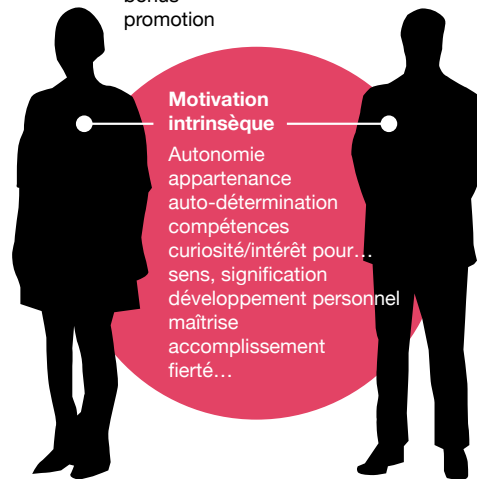 promotion
Motivation
intrinsèque
Autonomie
appartenance
auto-détermination
compétences
curiosité/intérêt pour…
sens, signification
développement personnel
maîtrise
accomplissement
fierté…